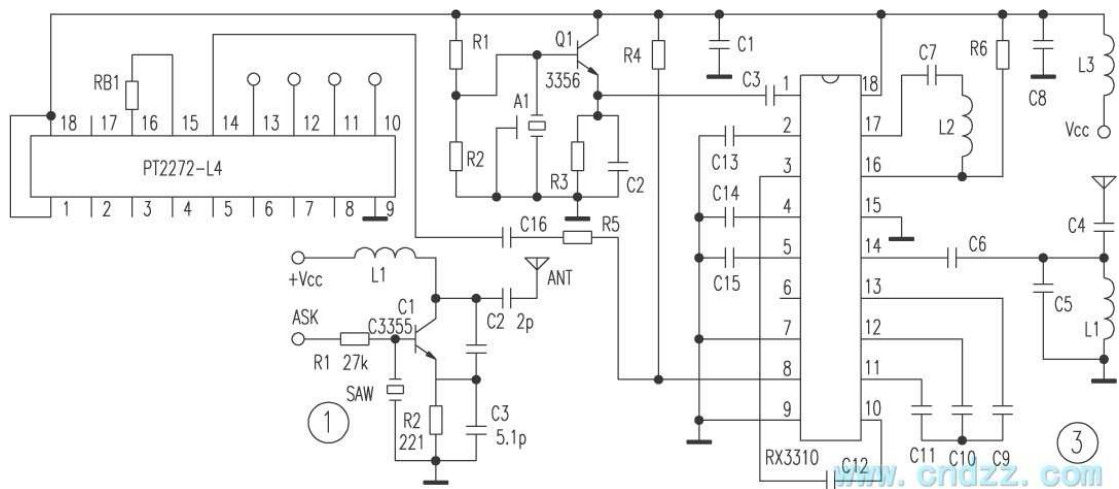 R1
Q1
3356
R4
C1
C7
R6
C8
L3
RB1
A1
C3
1
18
Vcc
18 17 16 15 14 13 12 11 10
PT2272-L4
1 2 3 4 5 6 7 8 9
R2
R3
C2
C13
2
17
L2
3
16
C14
4
15
C4
C16
R5
C15
5
14
C6
+Vcc
L1
ANT
6
13
C5
L1
ASK
C1
C3355
C2 2p
7
12
R1 27k
8
11
SAW
1
R2
221
C3
5.1p
9
10
RX3310
C12
C11 C10 C9
3
www.cndzz.com